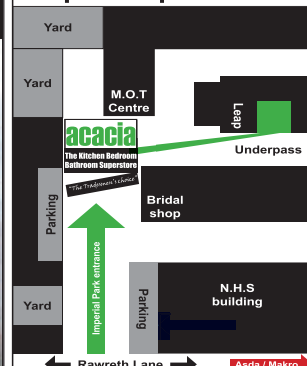 Yard
Yard
M.O.T
Centre
acacia
The Kitchen Bedroom
Bathroom Superstore
"The Tradesmen's choice"
Leap
Underpass
Parking
Bridal
shop
Imperial Park entrance
Yard
Parking
N.H.S
building
Rawreth Lane
Asda / Makro